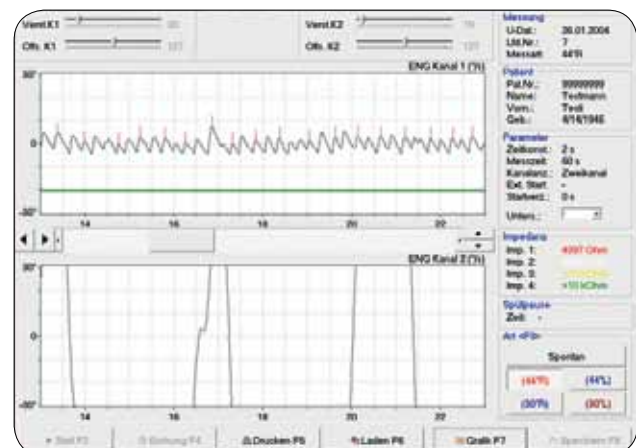 Verst.K1
Offs. K1
Verst.K2
Offs. K2
ENG Kanal 1 (°/s)
30°
0
-30°
14 16 18 20 22
ENG Kanal 2 (°/s)
30°
0-
-30°
14 16 18 20 22
Drucken F5
Laden F6
Grafik F7
Messung
U-Dat.: 26.01.2004
Lfd.Nr.: 7
Messart: 44°R
Patient
Pat.Nr.: 99999999
Name: Testmann
Vorn.: Testi
Geb.: 4/14/1946
Parameter
Zeitkonst.: 2 s
Messzeit: 60 s
Kanalanz.: Zweikanal
Ext. Start: -
Startverz.: 0 s
Unters.:
Impedanz
Imp. 1: 4097 Ohm
Imp. 2:
Imp. 3:
Imp. 4: >10 kOhm
Spülpause
Zeit: -
Art <F9>
Spontan
(44°R) (44°L)
(30°R) (30°L)